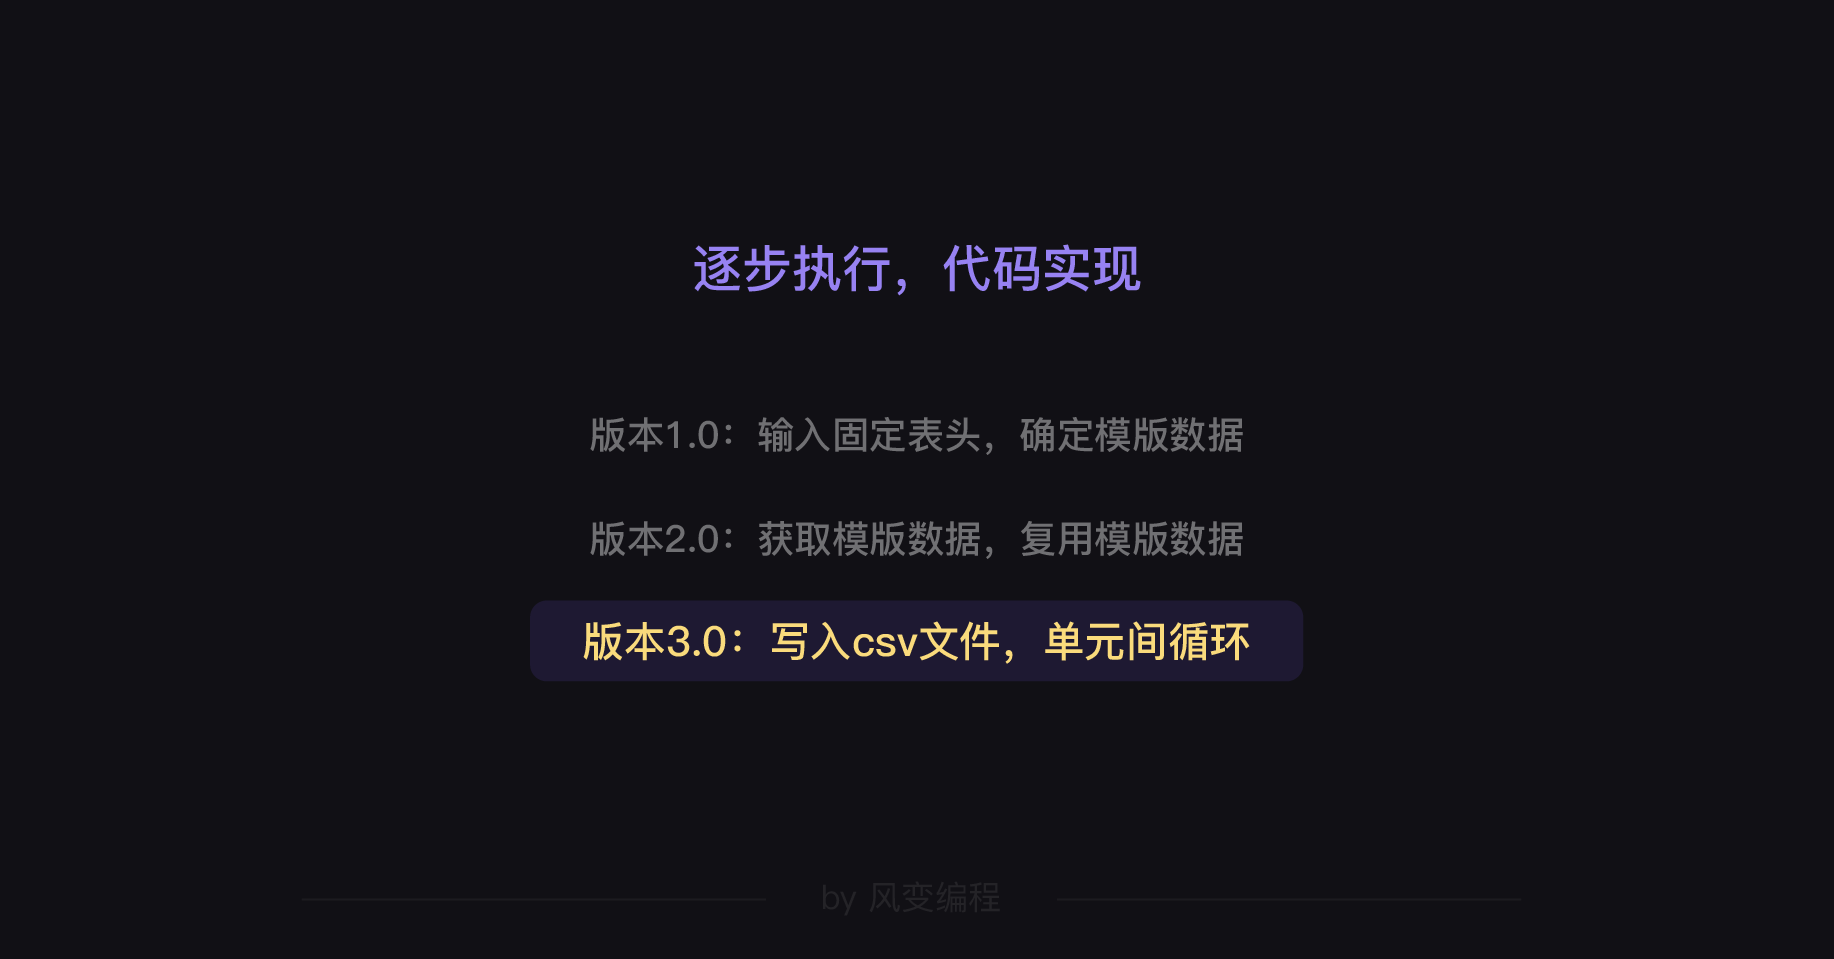 逐步执行，代码实现
版本1.0：输入固定表头，确定模版数据
版本2.0：获取模版数据，复用模版数据
版本3.0：写入csv文件，单元间循环
by 风变编程